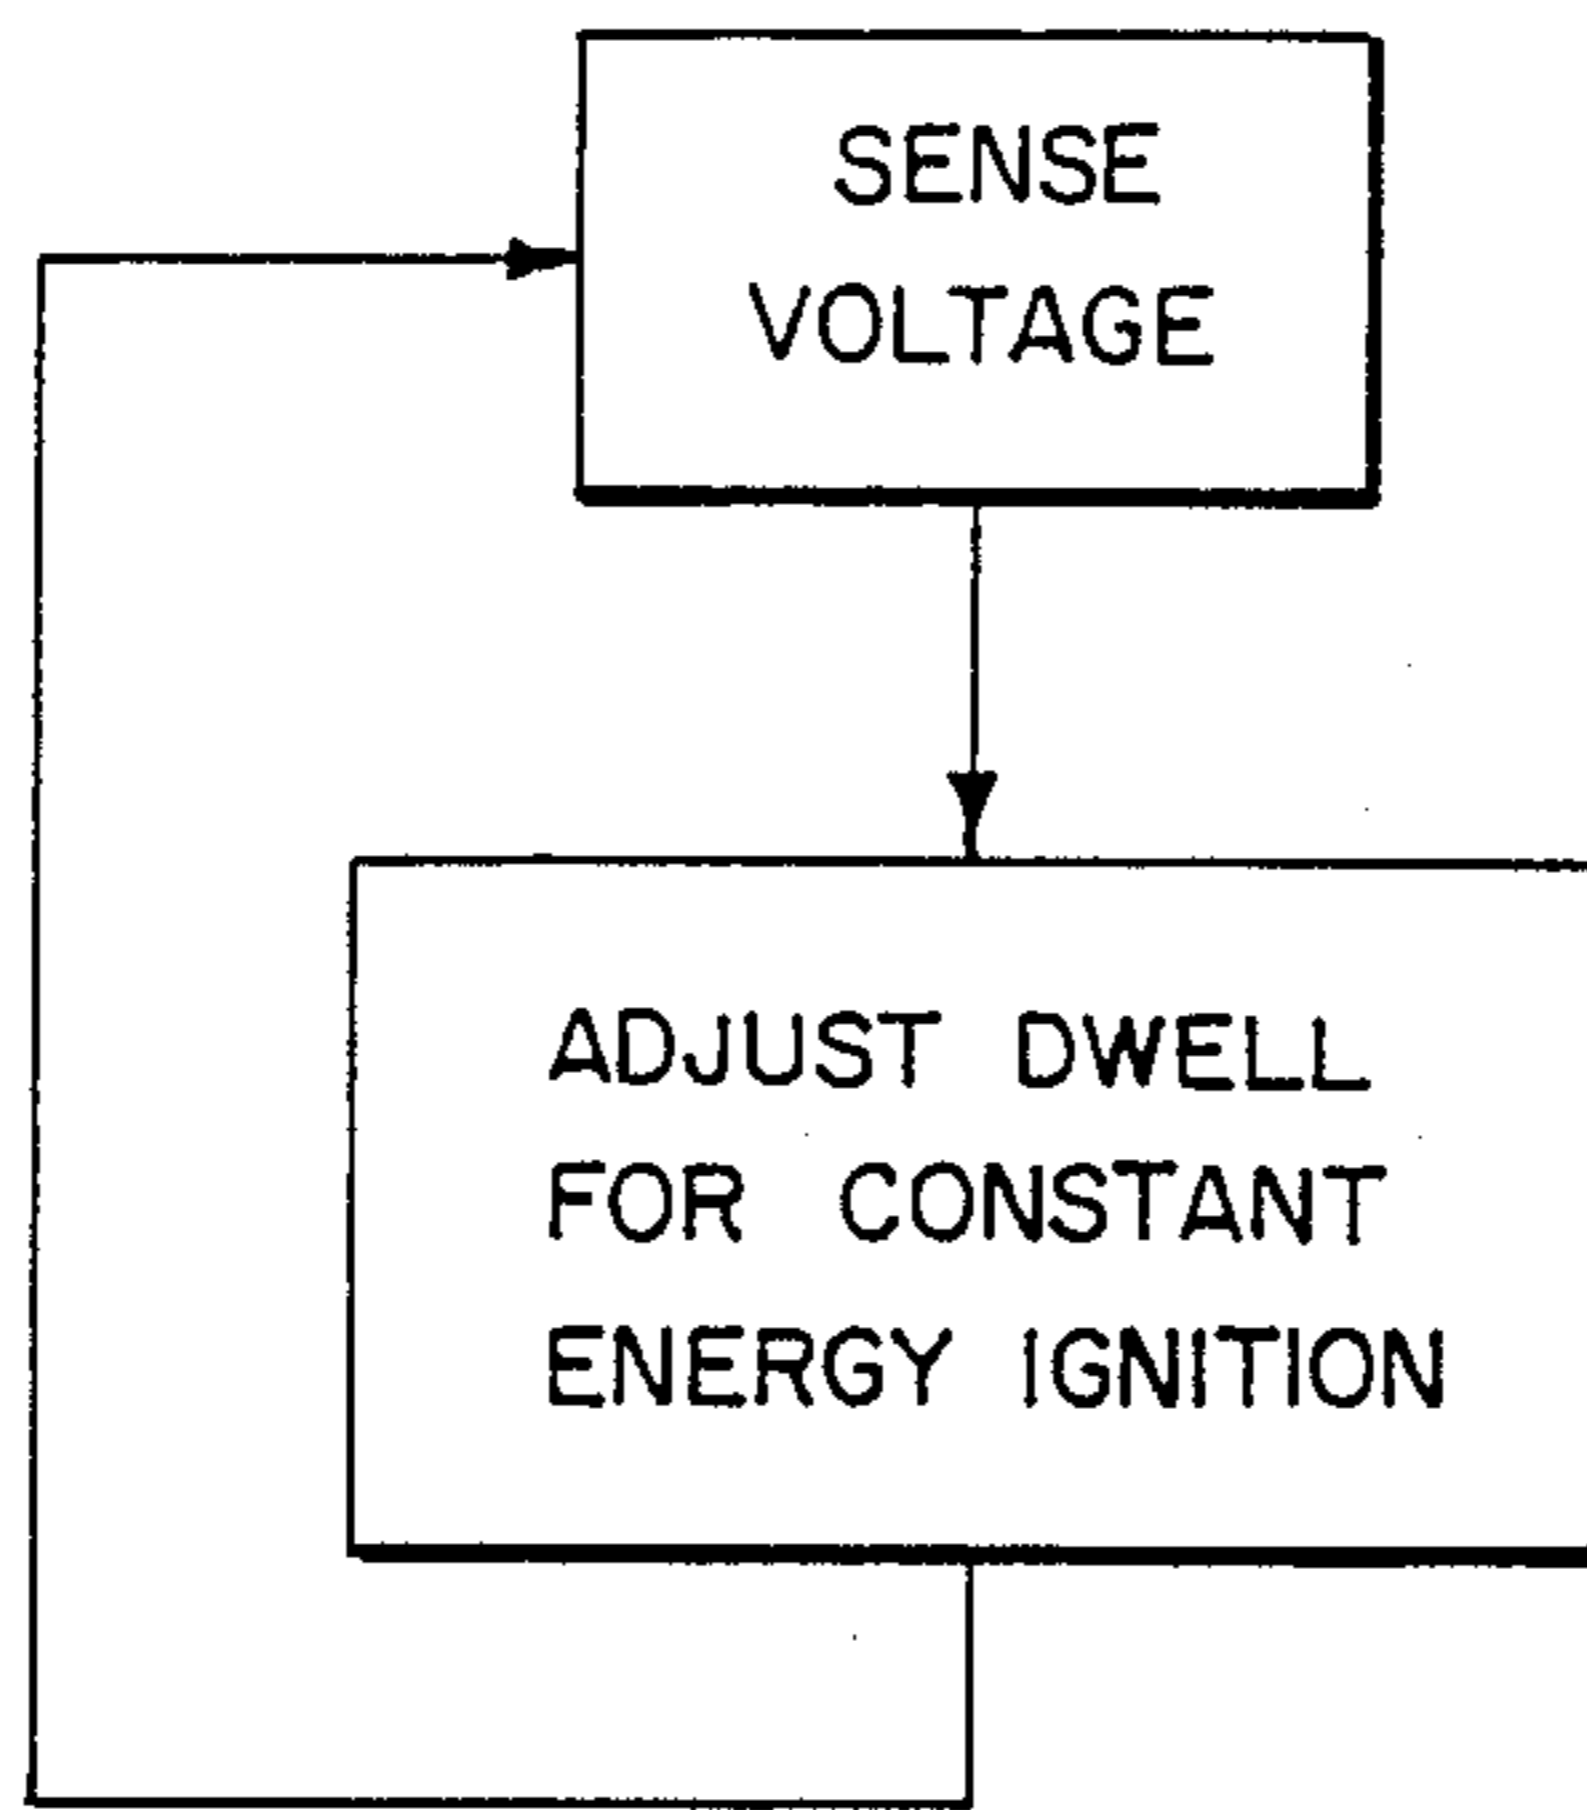 SENSE
VOLTAGE
ADJUST DWELL
FOR CONSTANT
ENERGY IGNITION